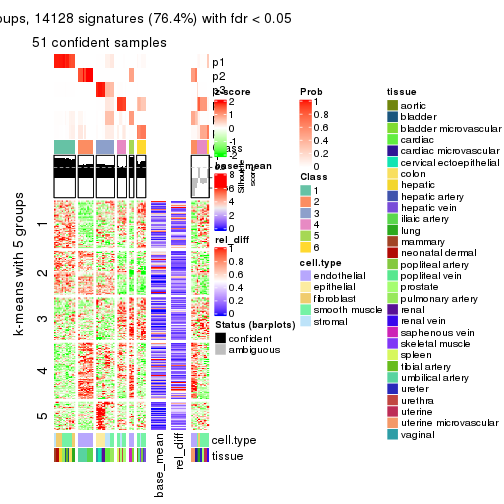 oups, 14128 signatures (76.4%) with fdr < 0.05
51 confident samples
p1
p2
p3
k-means with 5 groups
1
2
3
4
5
base_mean
rel_diff
cell.type
tissue
z-score
2
1
0
-1
-2
class
Silhouette score
base_mean
8
6
4
2
0
rel_diff
1
0.8
0.6
0.4
0.2
0
Status (barplots)
confident
ambiguous
Prob
1
0.8
0.6
0.4
0.2
0
Class
1
2
3
4
5
6
cell.type
endothelial
epithelial
fibroblast
smooth muscle
stromal
tissue
aortic
bladder
bladder microvascular
cardiac
cardiac microvascular
cervical ectoepithelial
colon
hepatic
hepatic artery
hepatic vein
iliac artery
lung
mammary
neonatal dermal
popliteal artery
popliteal vein
prostate
pulmonary artery
renal
renal vein
saphenous vein
skeletal muscle
spleen
tibial artery
umbilical artery
ureter
urethra
uterine
uterine microvascular
vaginal